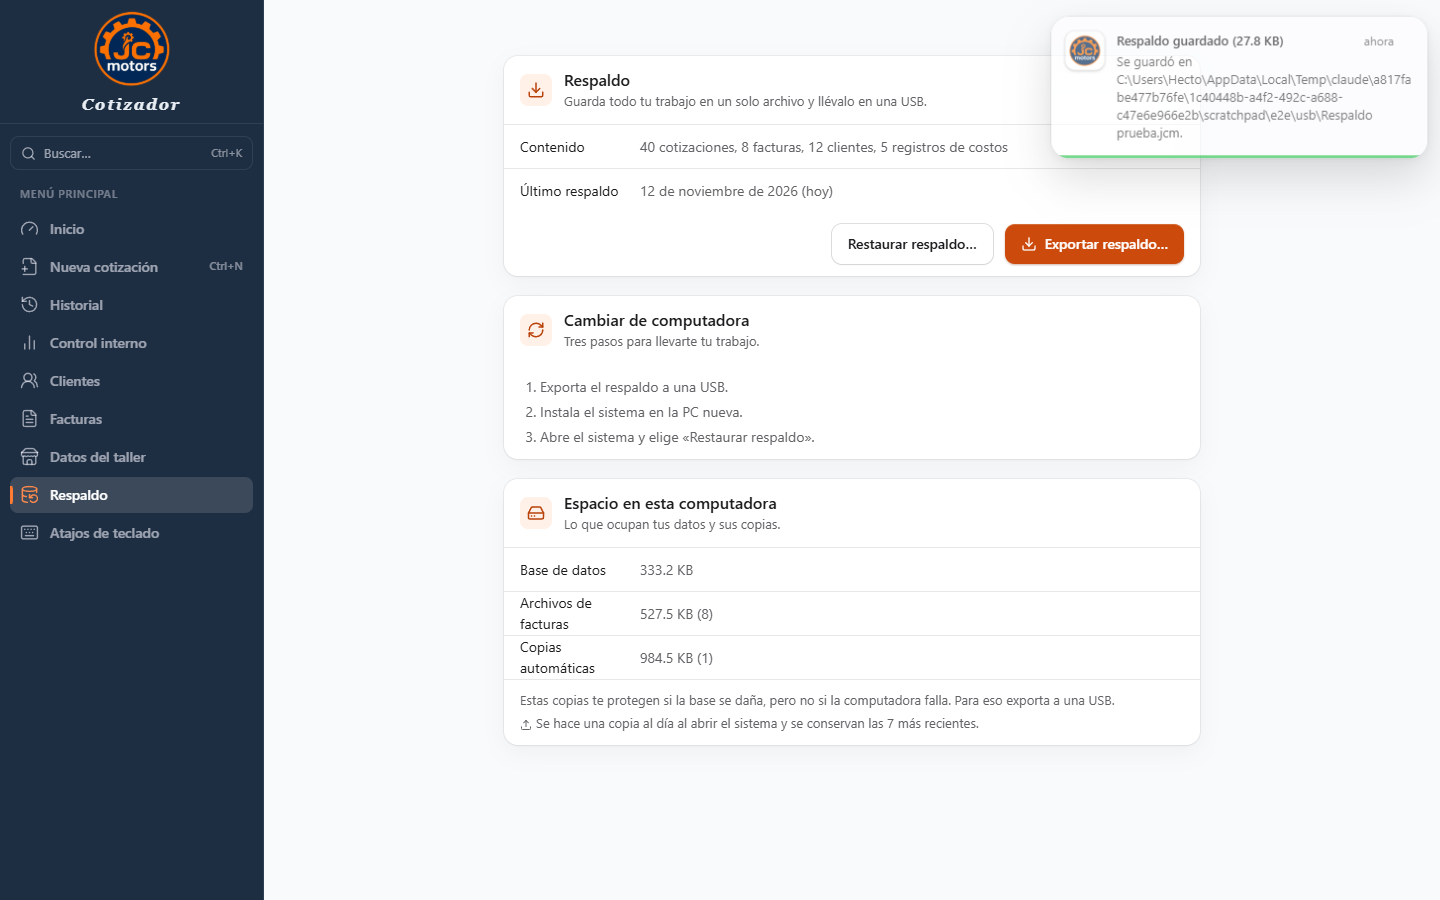 JC
motors
Cotizador
Buscar...
Ctrl+K
MENÚ PRINCIPAL
Inicio
Nueva cotización
Ctrl+N
Historial
Control interno
Clientes
Facturas
Datos del taller
Respaldo
Atajos de teclado
Respaldo
Guarda todo tu trabajo en un solo archivo y llévalo en una USB.
Contenido
40 cotizaciones, 8 facturas, 12 clientes, 5 registros de costos
Último respaldo
12 de noviembre de 2026 (hoy)
Restaurar respaldo...
Exportar respaldo...
Cambiar de computadora
Tres pasos para llevarte tu trabajo.
1. Exporta el respaldo a una USB.
2. Instala el sistema en la PC nueva.
3. Abre el sistema y elige «Restaurar respaldo».
Espacio en esta computadora
Lo que ocupan tus datos y sus copias.
Base de datos
333.2 KB
Archivos de
facturas
527.5 KB (8)
Copias
automáticas
984.5 KB (1)
Estas copias te protegen si la base se daña, pero no si la computadora falla. Para eso exporta a una USB.
Se hace una copia al día al abrir el sistema y se conservan las 7 más recientes.
JC
motors
Respaldo guardado (27.8 KB)
ahora
Se guardó en
C:\Users\Hecto\AppData\Local\Temp\claude\a817fa
be477b76fe\1c40448b-a4f2-492c-a688-
c47e6e966e2b\scratchpad\e2e\usb\Respaldo
prueba.jcm.